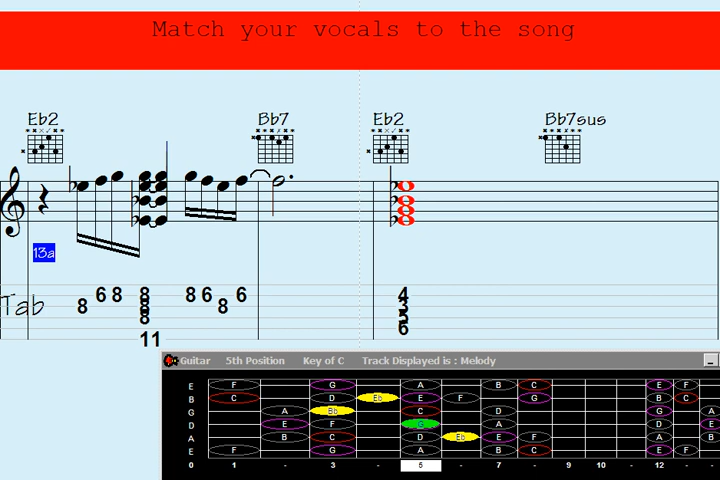 Match your vocals to the song
Eb2 Bb7 Eb2 Bb7sus
13a
Tab
6 8 8 8 6 6 4
8 8 8 3
8 5
6
11
Guitar 5th Position Key of C Track Displayed is : Melody
E F G A B C E F
B C D Eb E F G B C
G A Bb C D G A
D E F G A D E
A B C D Eb E F A B
E F G A B C E F
0 1 - 3 - 5 - 7 - 9 10 - 12 - -